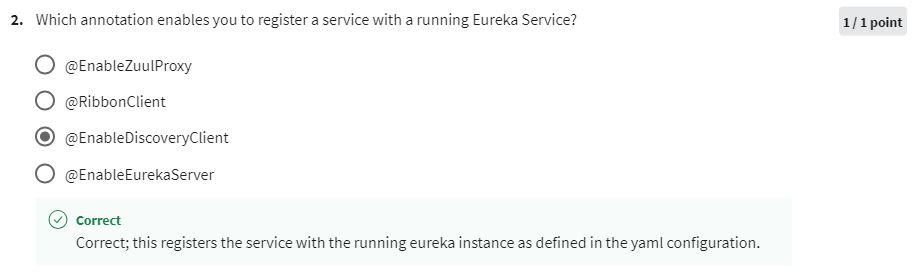 2. Which annotation enables you to register a service with a running Eureka Service?
1 / 1 point
@EnableZuulProxy
@RibbonClient
@EnableDiscoveryClient
@EnableEurekaServer
Correct
Correct; this registers the service with the running eureka instance as defined in the yaml configuration.